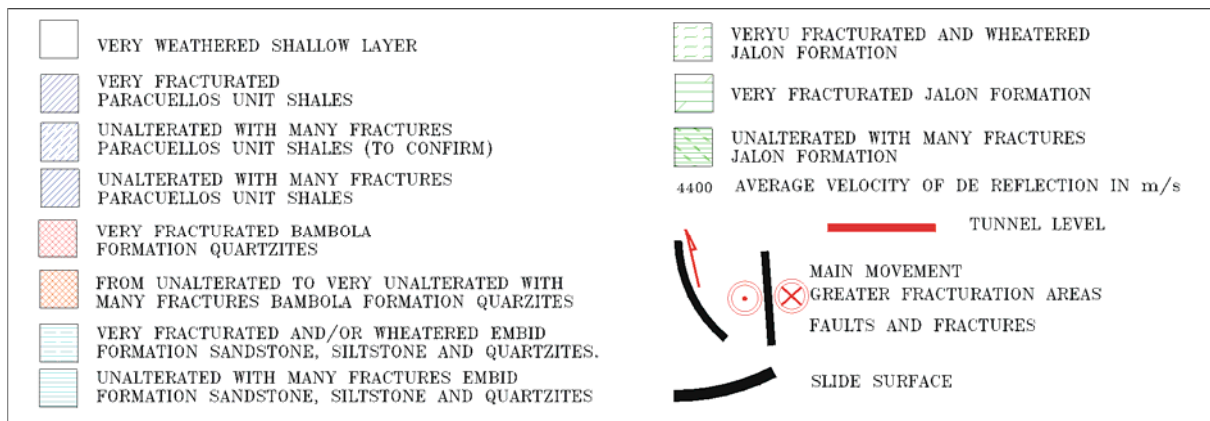 VERY WEATHERED SHALLOW LAYER
VERY FRACTURATED
PARACUELLOS UNIT SHALES
UNALTERATED WITH MANY FRACTURES
PARACUELLOS UNIT SHALES (TO CONFIRM)
UNALTERATED WITH MANY FRACTURES
PARACUELLOS UNIT SHALES
VERY FRACTURATED BAMBOLA
FORMATION QUARTZITES
FROM UNALTERATED TO VERY UNALTERATED WITH
MANY FRACTURES BAMBOLA FORMATION QUARZITES
VERY FRACTURATED AND/OR WHEATERED EMBID
FORMATION SANDSTONE, SILTSTONE AND QUARTZITES.
UNALTERATED WITH MANY FRACTURES EMBID
FORMATION SANDSTONE, SILTSTONE AND QUARTZITES
VERYU FRACTURATED AND WHEATERED
JALON FORMATION
VERY FRACTURATED JALON FORMATION
UNALTERATED WITH MANY FRACTURES
JALON FORMATION
4400 AVERAGE VELOCITY OF DE REFLECTION IN m/s
TUNNEL LEVEL
MAIN MOVEMENT
GREATER FRACTURATION AREAS
FAULTS AND FRACTURES
SLIDE SURFACE